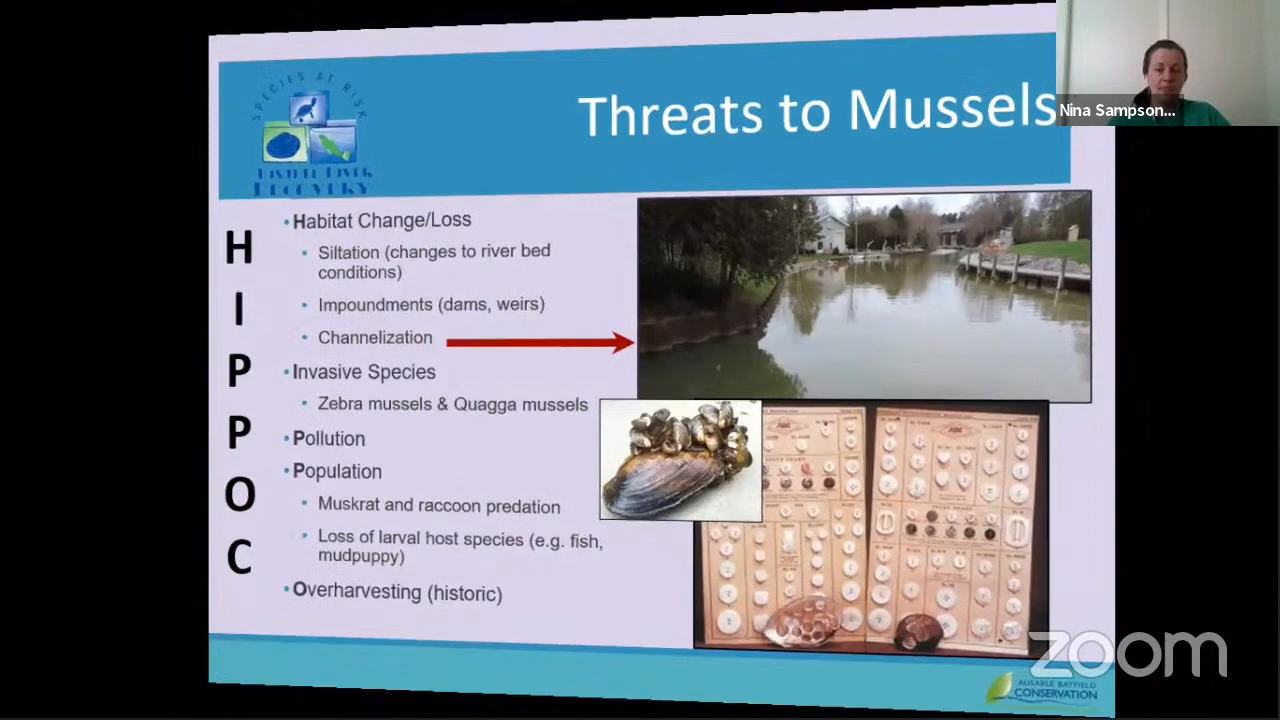 SPECIES AT RISK
RECOVERY
Threats to Mussels
Nina Sampson...
H
I
P
P
O
C
•Habitat Change/Loss
• Siltation (changes to river bed
conditions)
• Impoundments (dams, weirs)
• Channelization
•Invasive Species
• Zebra mussels & Quagga mussels
•Pollution
•Population
• Muskrat and raccoon predation
• Loss of larval host species (e.g. fish,
mudpuppy)
•Overharvesting (historic)
zoom
AUSABLE BAYFIELD
CONSERVATION